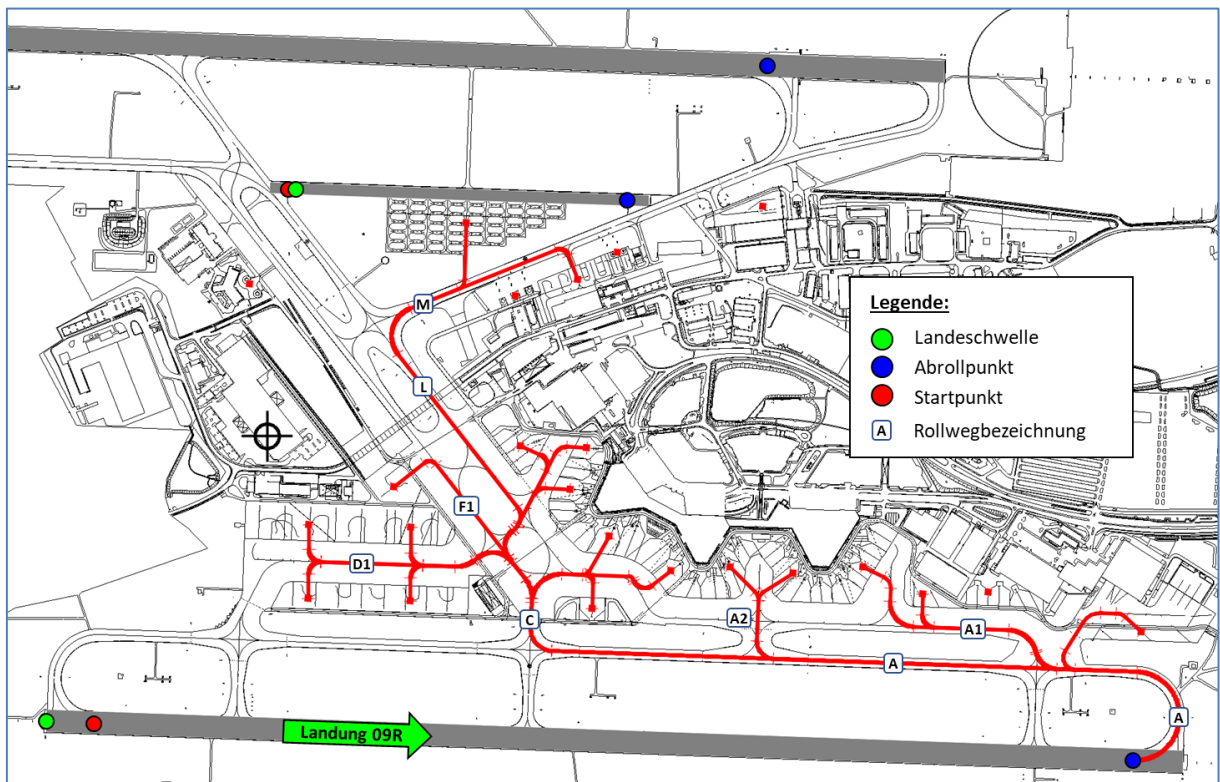 M
L
F1
D1
C
A2
A1
A
A
Landung 09R
Legende:
Landeschwelle
Abrollpunkt
Startpunkt
A Rollwegbezeichnung